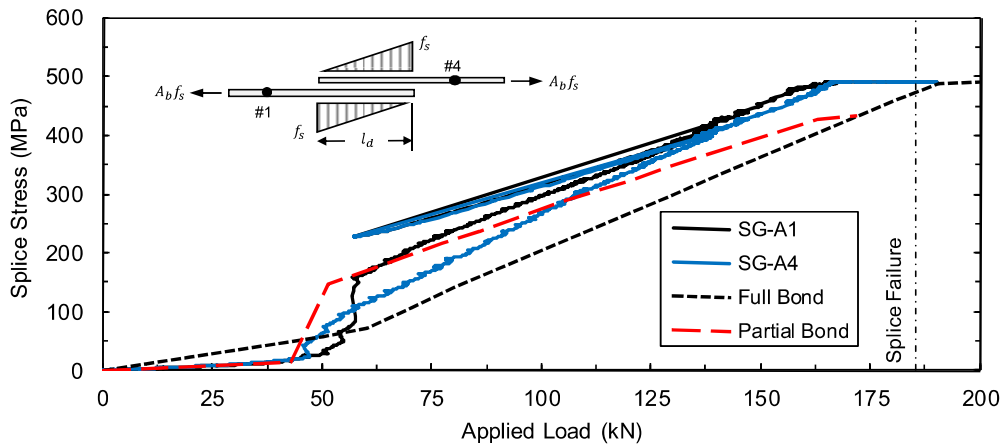 600
500
400
300
200
100
0
Splice Stress (MPa)
0 25 50 75 100 125 150 175 200
Applied Load (kN)
f_s
#4
A_b f_s
A_b f_s
#1
f_s
l_d
SG-A1
SG-A4
Full Bond
Partial Bond
Splice Failure